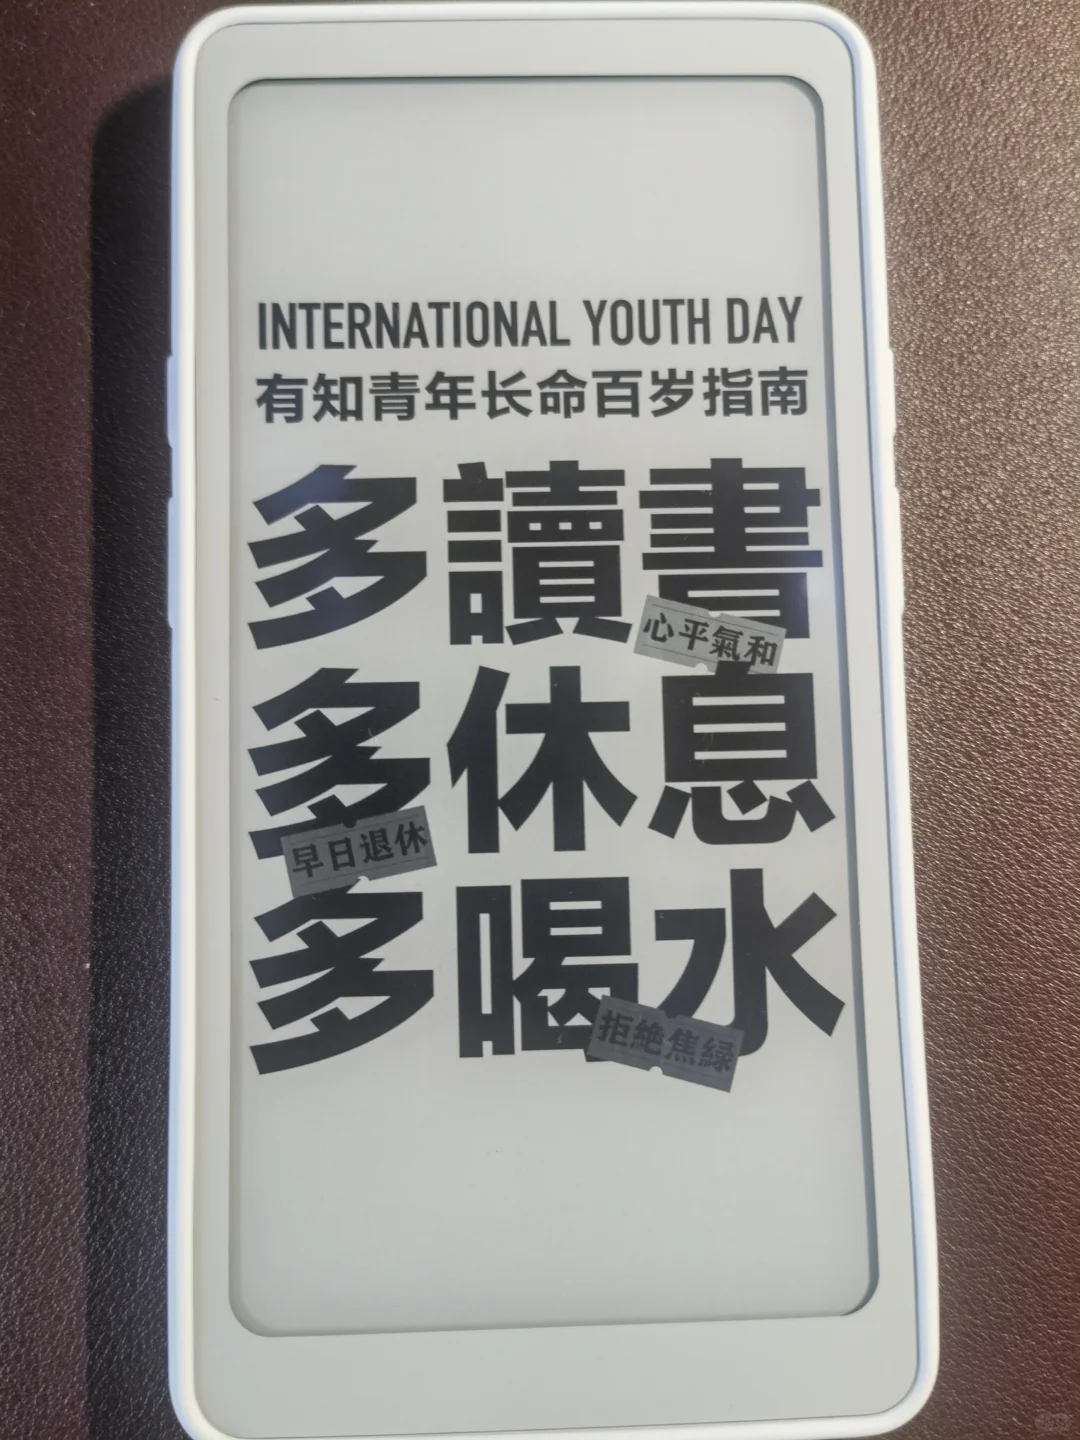 INTERNATIONAL YOUTH DAY
有知青年长命百岁指南
多讀書
心平氣和
多休息
早日退休
多喝水
拒絶焦緑